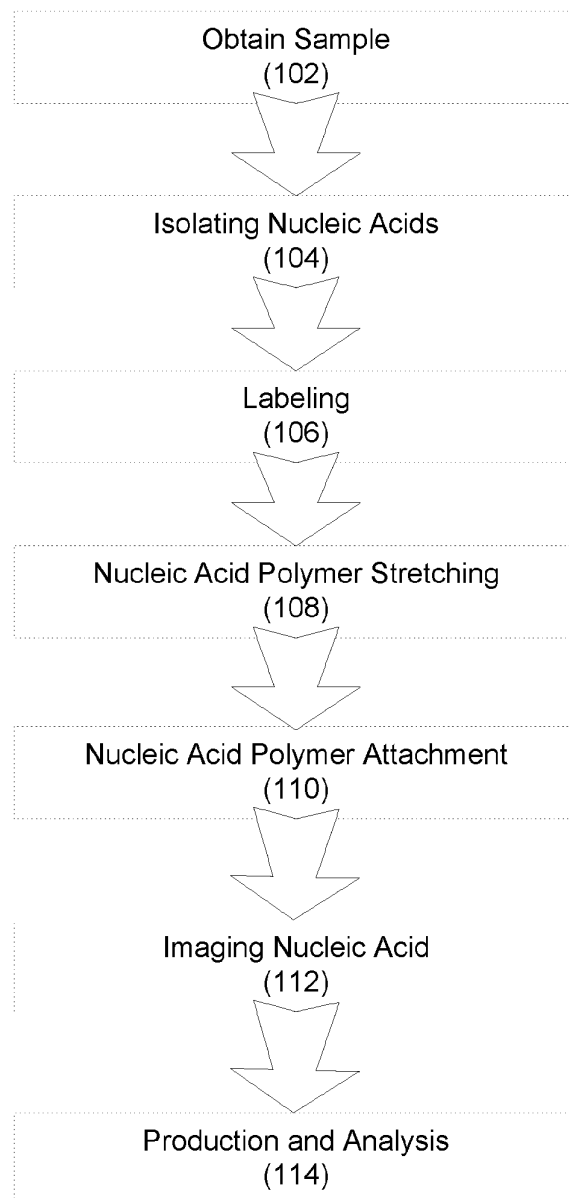 Obtain Sample
(102)
Isolating Nucleic Acids
(104)
Labeling
(106)
Nucleic Acid Polymer Stretching
(108)
Nucleic Acid Polymer Attachment
(110)
Imaging Nucleic Acid
(112)
Production and Analysis
(114)